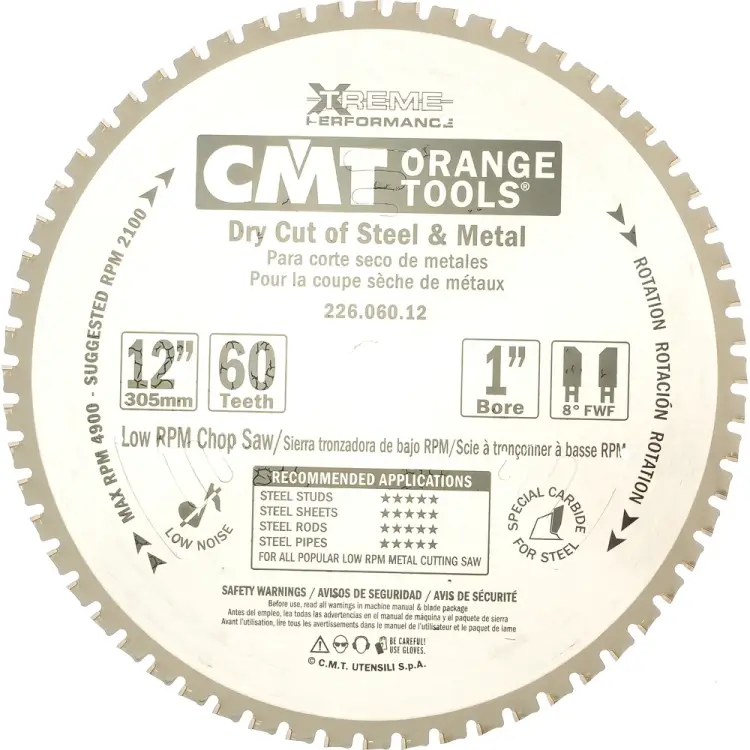 XTREME
PERFORMANCE
CMT ORANGE
TOOLS®
Dry Cut of Steel & Metal
Para corte seco de metales
Pour la coupe sèche de métaux
226.060.12
MAX RPM 4900 - SUGGESTED RPM 2100
ROTATION ROTACIÓN ROTATION
12”
305mm
60
Teeth
1”
Bore
8° FWF
Low RPM Chop Saw/Sierra tronzadora de bajo RPM/Scie à tronçonner à basse RPM
LOW NOISE
RECOMMENDED APPLICATIONS
STEEL STUDS ★★★★★
STEEL SHEETS ★★★★★
STEEL RODS ★★★★★
STEEL PIPES ★★★★★
FOR ALL POPULAR LOW RPM METAL CUTTING SAW
SPECIAL CARBIDE
FOR STEEL
SAFETY WARNINGS / AVISOS DE SEGURIDAD / AVIS DE SÉCURITÉ
Before use, read all warnings in machine manual & blade package
Antes del empleo, lea todas las advertencias en el manual de máquina y el paquete de sierra
Avant l'utilisation, lire tous les avertissements dans le manuel de l'utilisateur et le paquet de lame
BE CAREFUL!
USE GLOVES.
© C.M.T. UTENSILI S.p.A.